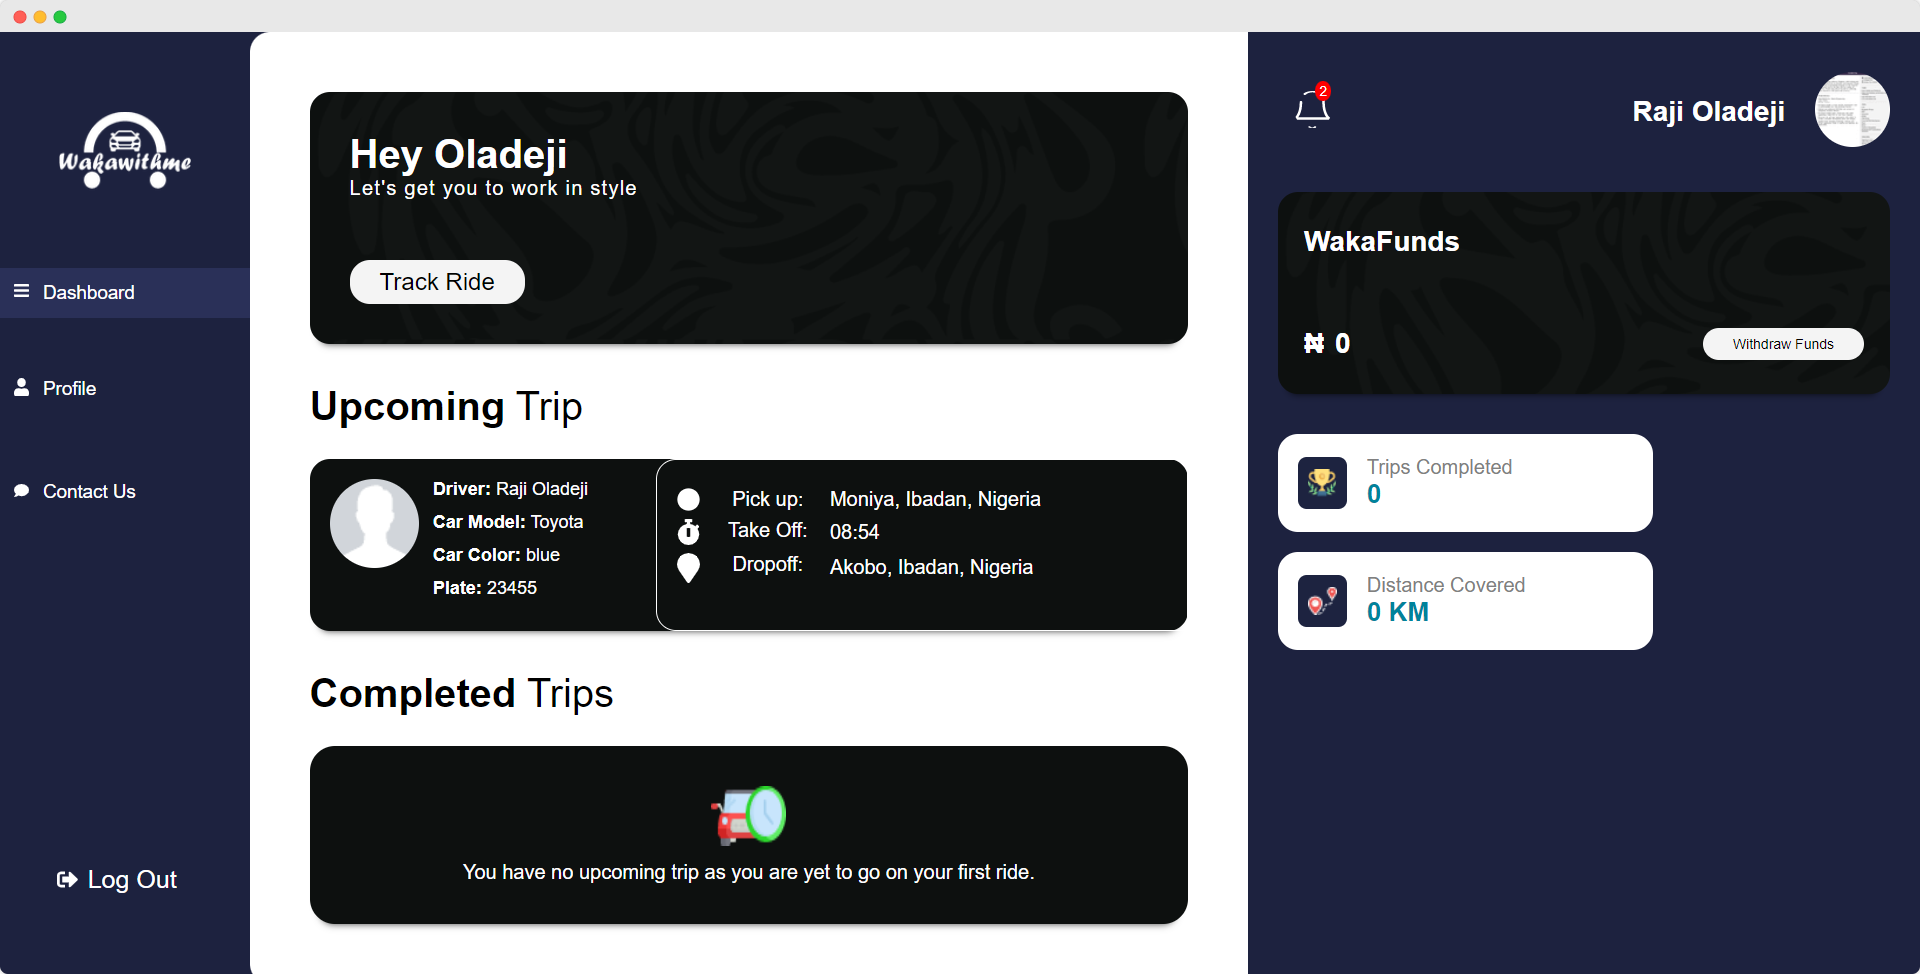 Wakawithme
Dashboard
Profile
Contact Us
Log Out
Hey Oladeji
Let's get you to work in style
Track Ride
Upcoming Trip
Driver: Raji Oladeji
Car Model: Toyota
Car Color: blue
Plate: 23455
Pick up: Moniya, Ibadan, Nigeria
Take Off: 08:54
Dropoff: Akobo, Ibadan, Nigeria
Completed Trips
You have no upcoming trip as you are yet to go on your first ride.
2
Raji Oladeji
WakaFunds
₦ 0
Withdraw Funds
Trips Completed
0
Distance Covered
0 KM